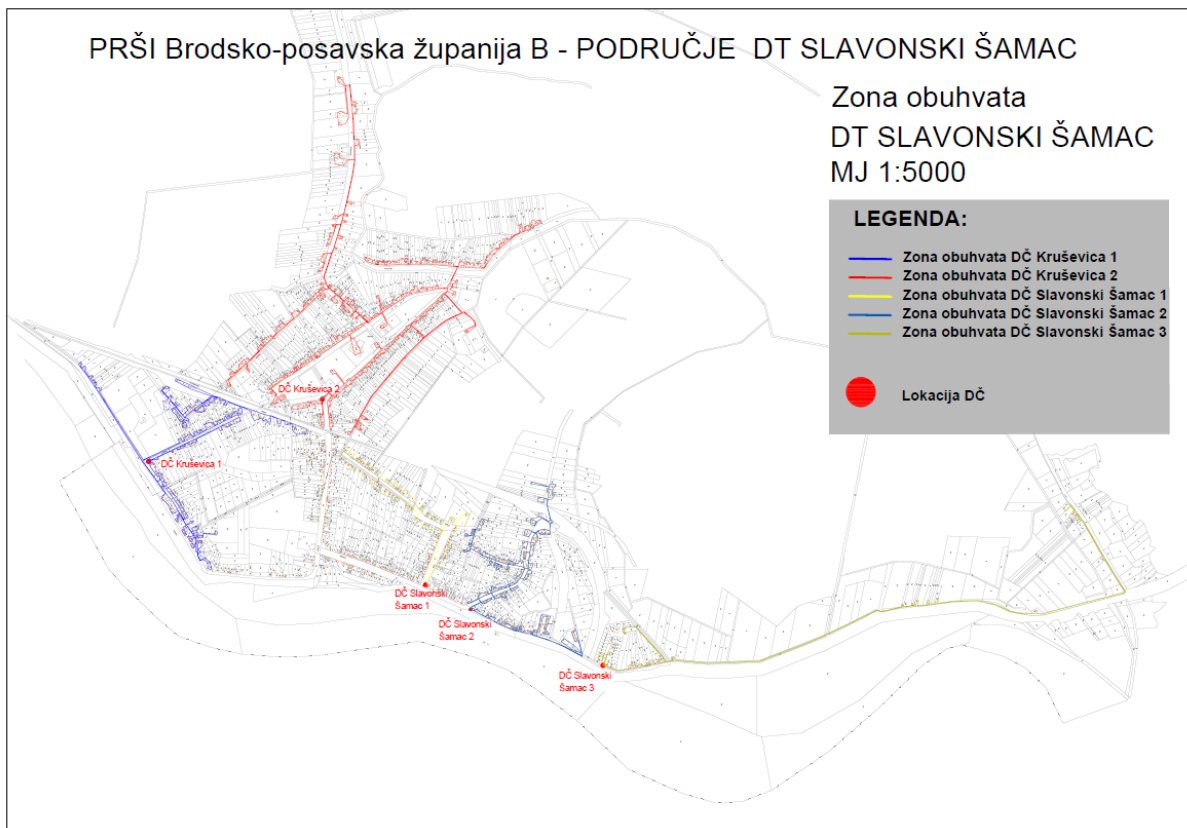 PRŠI Brodsko-posavska županija B - PODRUČJE DT SLAVONSKI ŠAMAC
Zona obuhvata
DT SLAVONSKI ŠAMAC
MJ 1:5000
LEGENDA:
Zona obuhvata DČ Kruševica 1
Zona obuhvata DČ Kruševica 2
Zona obuhvata DČ Slavonski Šamac 1
Zona obuhvata DČ Slavonski Šamac 2
Zona obuhvata DČ Slavonski Šamac 3
Lokacija DČ
DČ Kruševica 2
DČ Kruševica 1
DČ Slavonski
Šamac 1
DČ Slavonski
Šamac 2
DČ Slavonski
Šamac 3